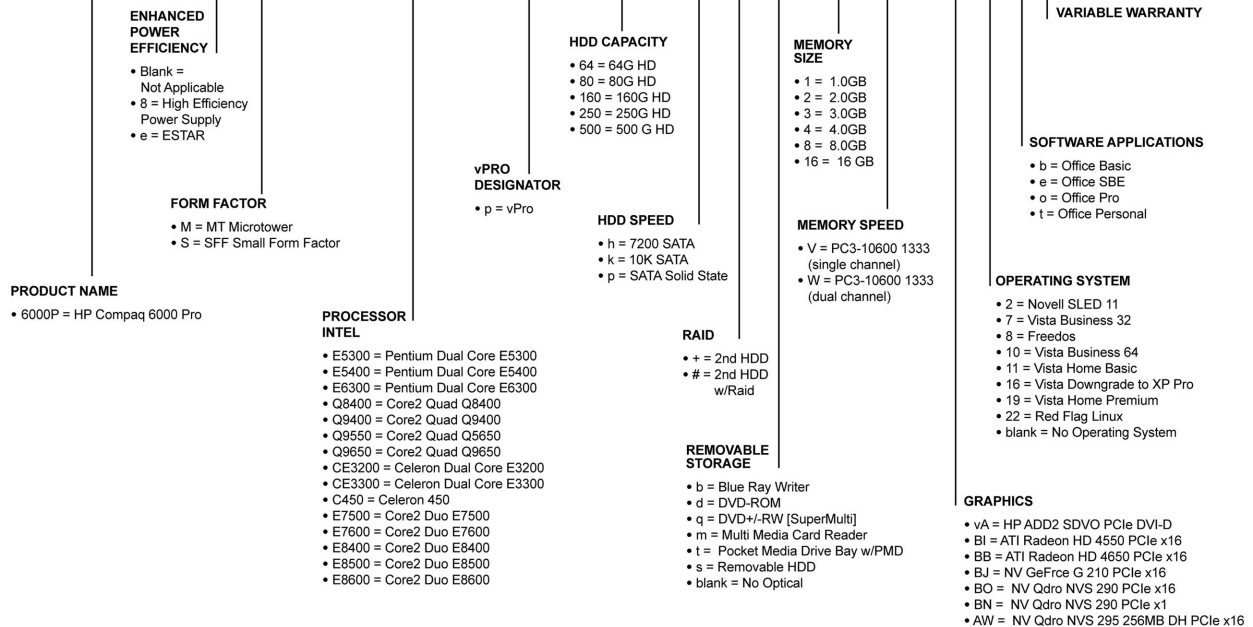 ENHANCED
POWER
EFFICIENCY
• Blank =
Not Applicable
• 8 = High Efficiency
Power Supply
• e = ESTAR
FORM FACTOR
• M = MT Microtower
• S = SFF Small Form Factor
PRODUCT NAME
• 6000P = HP Compaq 6000 Pro
PROCESSOR
INTEL
• E5300 = Pentium Dual Core E5300
• E5400 = Pentium Dual Core E5400
• E6300 = Pentium Dual Core E6300
• Q8400 = Core2 Quad Q8400
• Q9400 = Core2 Quad Q9400
• Q9550 = Core2 Quad Q5650
• Q9650 = Core2 Quad Q9650
• CE3200 = Celeron Dual Core E3200
• CE3300 = Celeron Dual Core E3300
• C450 = Celeron 450
• E7500 = Core2 Duo E7500
• E7600 = Core2 Duo E7600
• E8400 = Core2 Duo E8400
• E8500 = Core2 Duo E8500
• E8600 = Core2 Duo E8600
vPRO
DESIGNATOR
• p = vPro
HDD CAPACITY
• 64 = 64G HD
• 80 = 80G HD
• 160 = 160G HD
• 250 = 250G HD
• 500 = 500 G HD
HDD SPEED
• h = 7200 SATA
• k = 10K SATA
• p = SATA Solid State
RAID
• + = 2nd HDD
• # = 2nd HDD
w/Raid
REMOVABLE
STORAGE
• b = Blue Ray Writer
• d = DVD-ROM
• q = DVD+/-RW [SuperMulti]
• m = Multi Media Card Reader
• t = Pocket Media Drive Bay w/PMD
• s = Removable HDD
• blank = No Optical
MEMORY
SIZE
• 1 = 1.0GB
• 2 = 2.0GB
• 3 = 3.0GB
• 4 = 4.0GB
• 8 = 8.0GB
• 16 = 16 GB
MEMORY SPEED
• V = PC3-10600 1333
(single channel)
• W = PC3-10600 1333
(dual channel)
GRAPHICS
• vA = HP ADD2 SDVO PCIe DVI-D
• BI = ATI Radeon HD 4550 PCIe x16
• BB = ATI Radeon HD 4650 PCIe x16
• BJ = NV GeFrce G 210 PCIe x16
• BO = NV Qdro NVS 290 PCIe x16
• BN = NV Qdro NVS 290 PCIe x1
• AW = NV Qdro NVS 295 256MB DH PCIe x16
OPERATING SYSTEM
• 2 = Novell SLED 11
• 7 = Vista Business 32
• 8 = Freedos
• 10 = Vista Business 64
• 11 = Vista Home Basic
• 16 = Vista Downgrade to XP Pro
• 19 = Vista Home Premium
• 22 = Red Flag Linux
• blank = No Operating System
SOFTWARE APPLICATIONS
• b = Office Basic
• e = Office SBE
• o = Office Pro
• t = Office Personal
VARIABLE WARRANTY